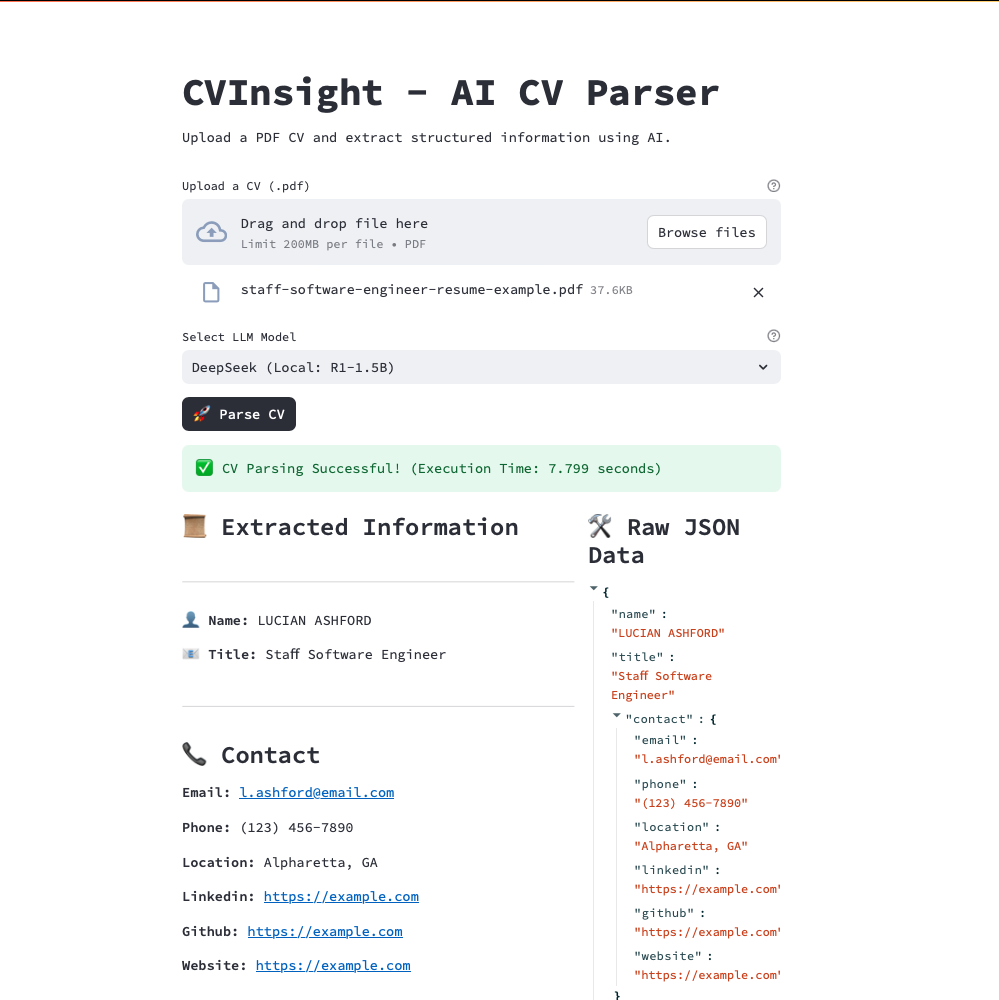 CVInsight - AI CV Parser
Upload a PDF CV and extract structured information using AI.
Upload a CV (.pdf)
Drag and drop file here
Limit 200MB per file • PDF
Browse files
staff-software-engineer-resume-example.pdf 37.6KB
Select LLM Model
DeepSeek (Local: R1-1.5B)
🚀 Parse CV
✅ CV Parsing Successful! (Execution Time: 7.799 seconds)
📜 Extracted Information
👤 Name: LUCIAN ASHFORD
📧 Title: Staff Software Engineer
📞 Contact
Email: l.ashford@email.com
Phone: (123) 456-7890
Location: Alpharetta, GA
Linkedin: https://example.com
Github: https://example.com
Website: https://example.com
🛠️ Raw JSON
Data
{
"name" :
"LUCIAN ASHFORD"
"title" :
"Staff Software
Engineer"
"contact" : {
"email" :
"l.ashford@email.com"
"phone" :
"(123) 456-7890"
"location" :
"Alpharetta, GA"
"linkedin" :
"https://example.com"
"github" :
"https://example.com"
"website" :
"https://example.com"
}